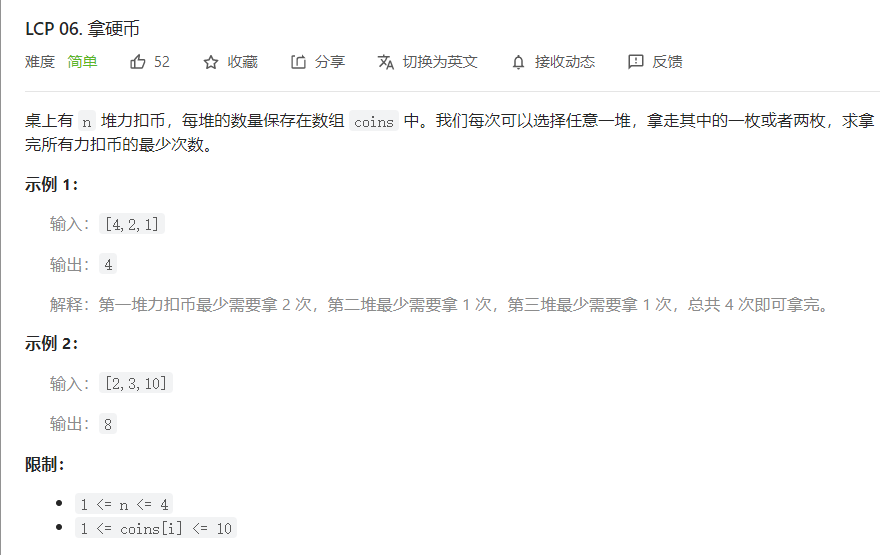 LCP 06. 拿硬币
难度 简单 52 收藏 分享 切换为英文 接收动态 反馈
桌上有 n 堆力扣币，每堆的数量保存在数组 coins 中。我们每次可以选择任意一堆，拿走其中的一枚或者两枚，求拿
完所有力扣币的最少次数。
示例 1：
输入：[4,2,1]
输出：4
解释：第一堆力扣币最少需要拿 2 次，第二堆最少需要拿 1 次，第三堆最少需要拿 1 次，总共 4 次即可拿完。
示例 2：
输入：[2,3,10]
输出：8
限制：
• 1 <= n <= 4
• 1 <= coins[i] <= 10